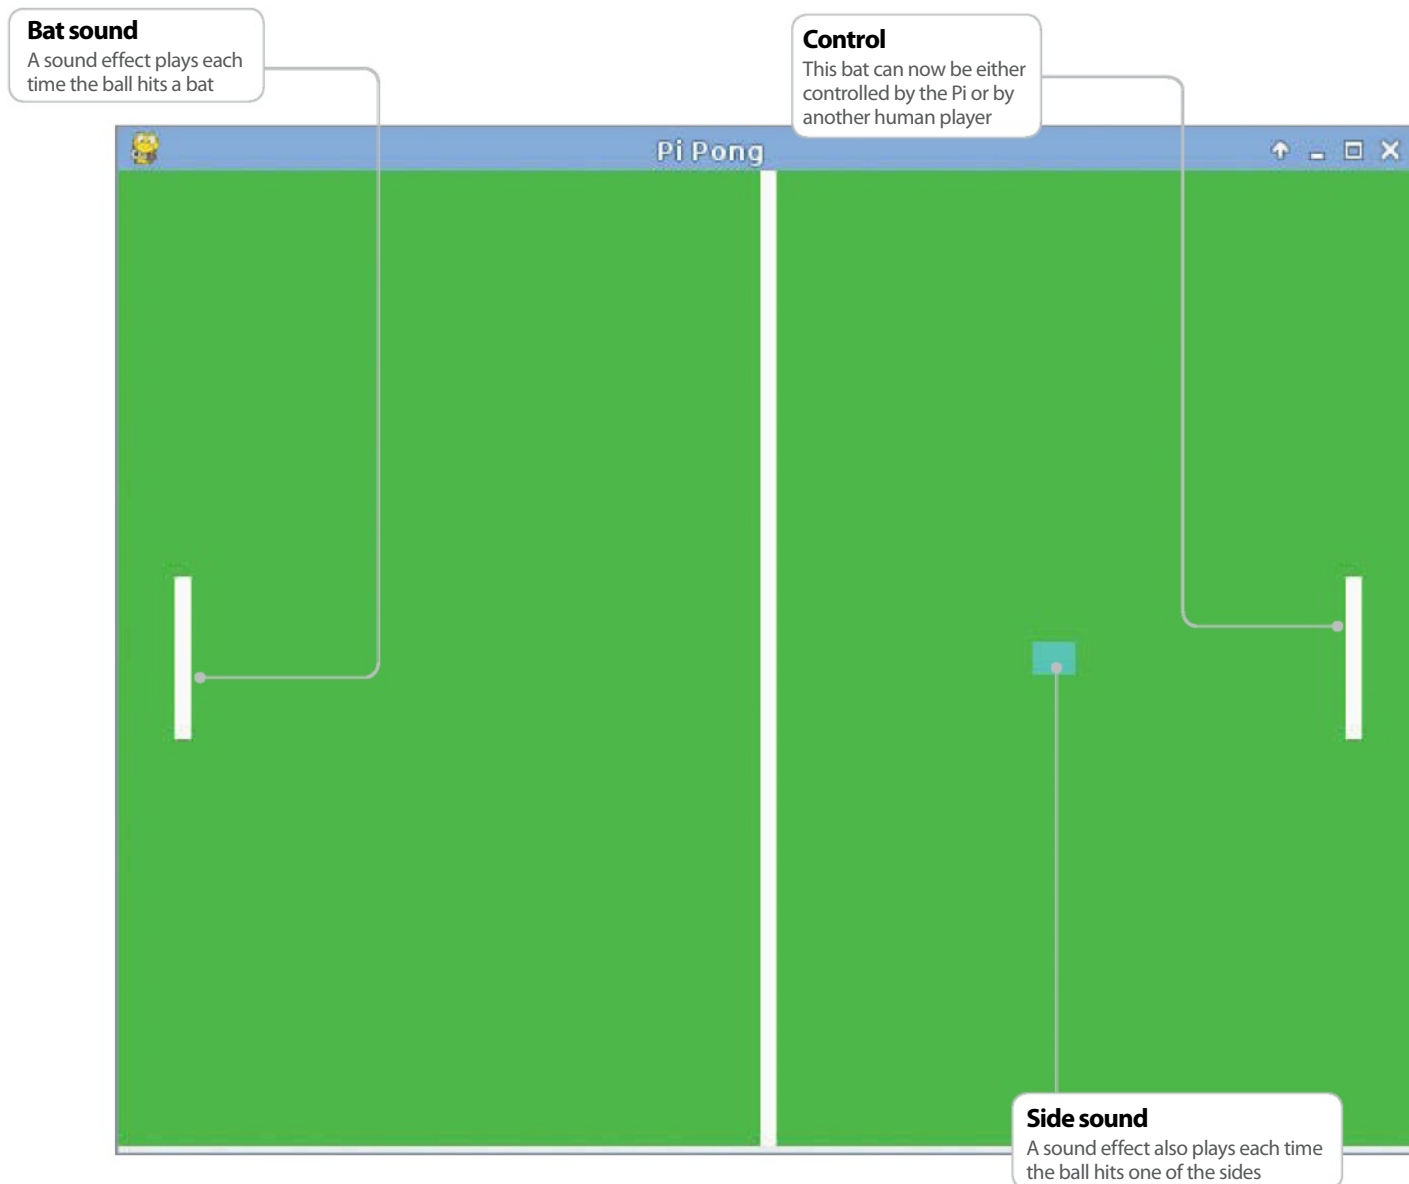 Bat sound
A sound effect plays each
time the ball hits a bat
Control
This bat can now be either
controlled by the Pi or by
another human player
Pi Pong
Side sound
A sound effect also plays each time
the ball hits one of the sides